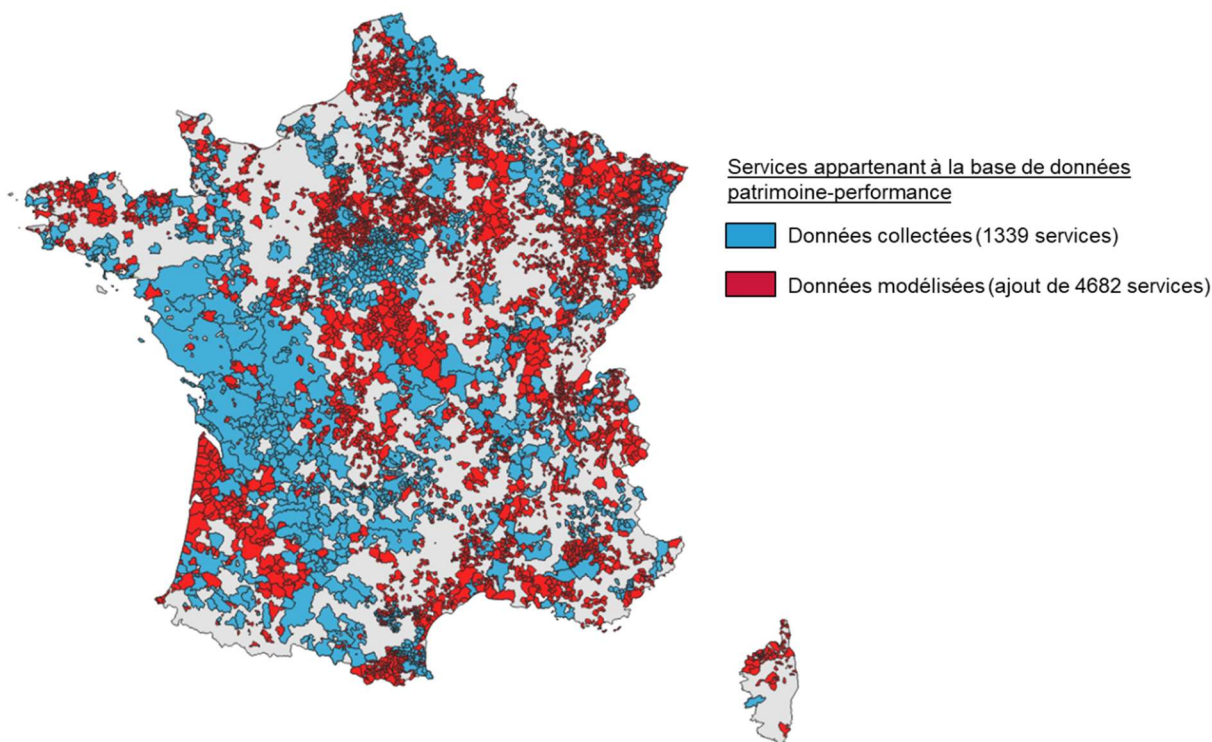 Services appartenant à la base de données
patrimoine-performance
Données collectées (1339 services)
Données modélisées (ajout de 4682 services)